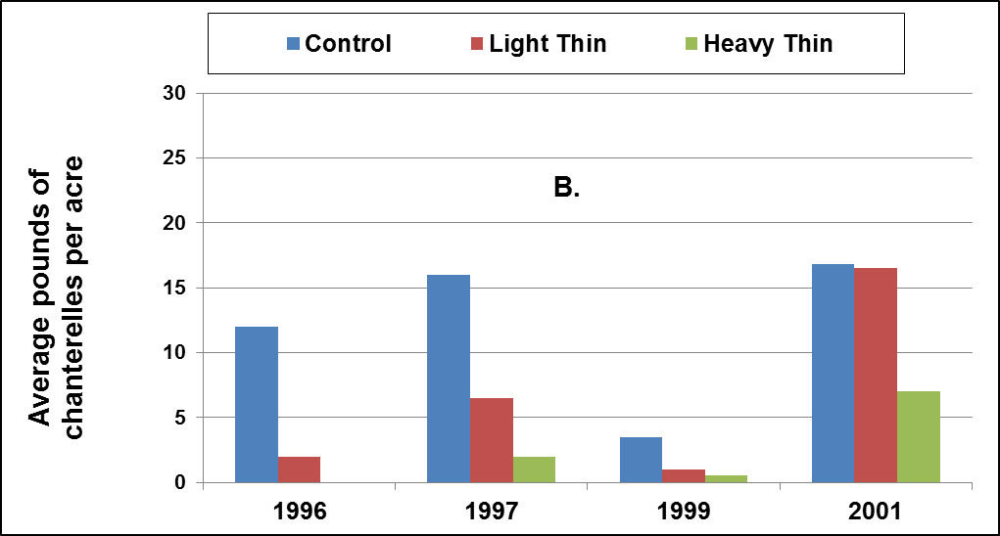 Control Light Thin Heavy Thin
30
25
20
15
10
5
0
B.
Average pounds of
chanterelles per acre
1996 1997 1999 2001